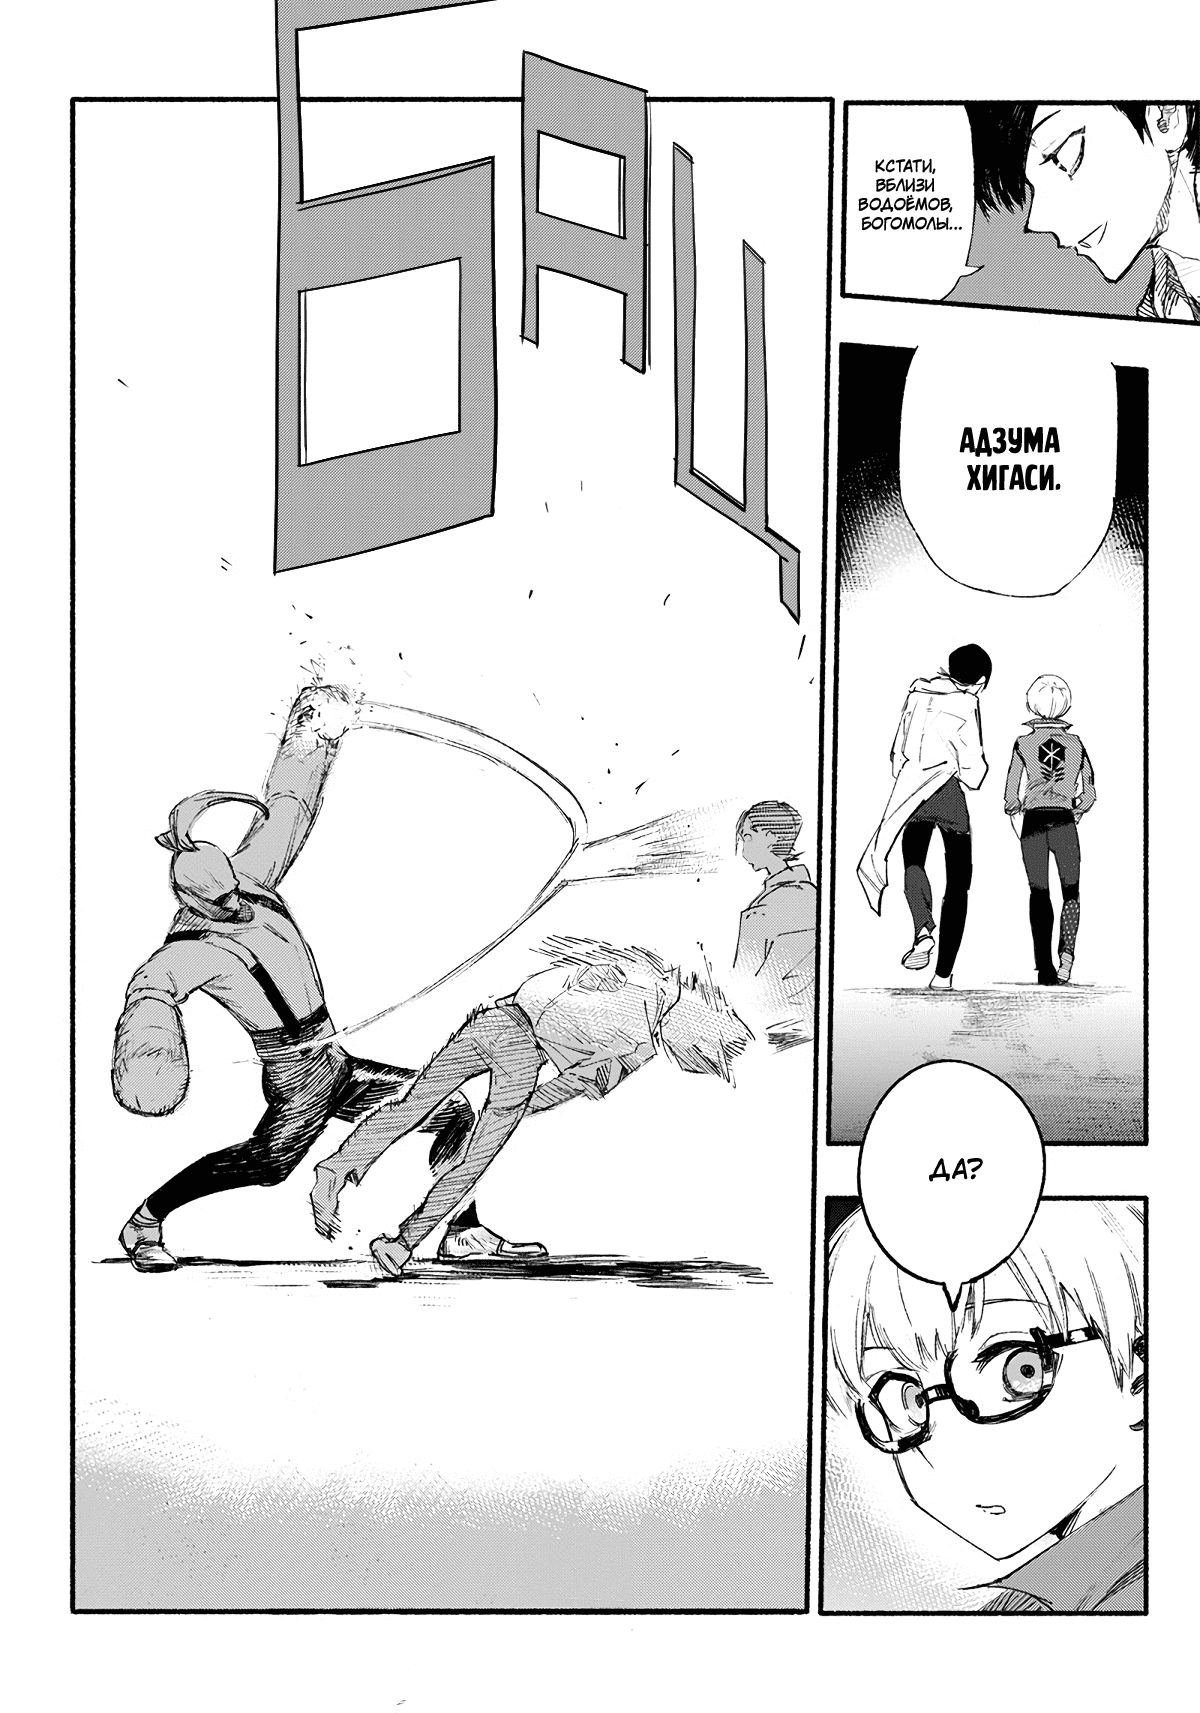 КСТАТИ,
ВБЛИЗИ
ВОДОЁМОВ,
БОГОМОЛЫ...
АДЗУМА
ХИГАСИ.
ДА?
БАЦ